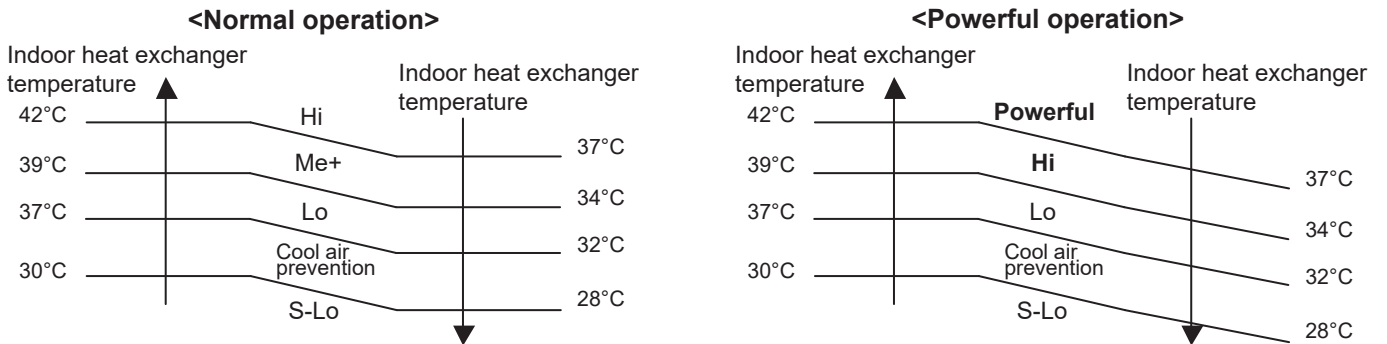 <Normal operation>
Indoor heat exchanger
temperature
Indoor heat exchanger
temperature
42°C
Hi
37°C
39°C
Me+
34°C
37°C
Lo
32°C
Cool air
prevention
30°C
28°C
S-Lo
<Powerful operation>
Indoor heat exchanger
temperature
Indoor heat exchanger
temperature
42°C
Powerful
37°C
39°C
Hi
34°C
37°C
Lo
32°C
Cool air
prevention
30°C
S-Lo
28°C